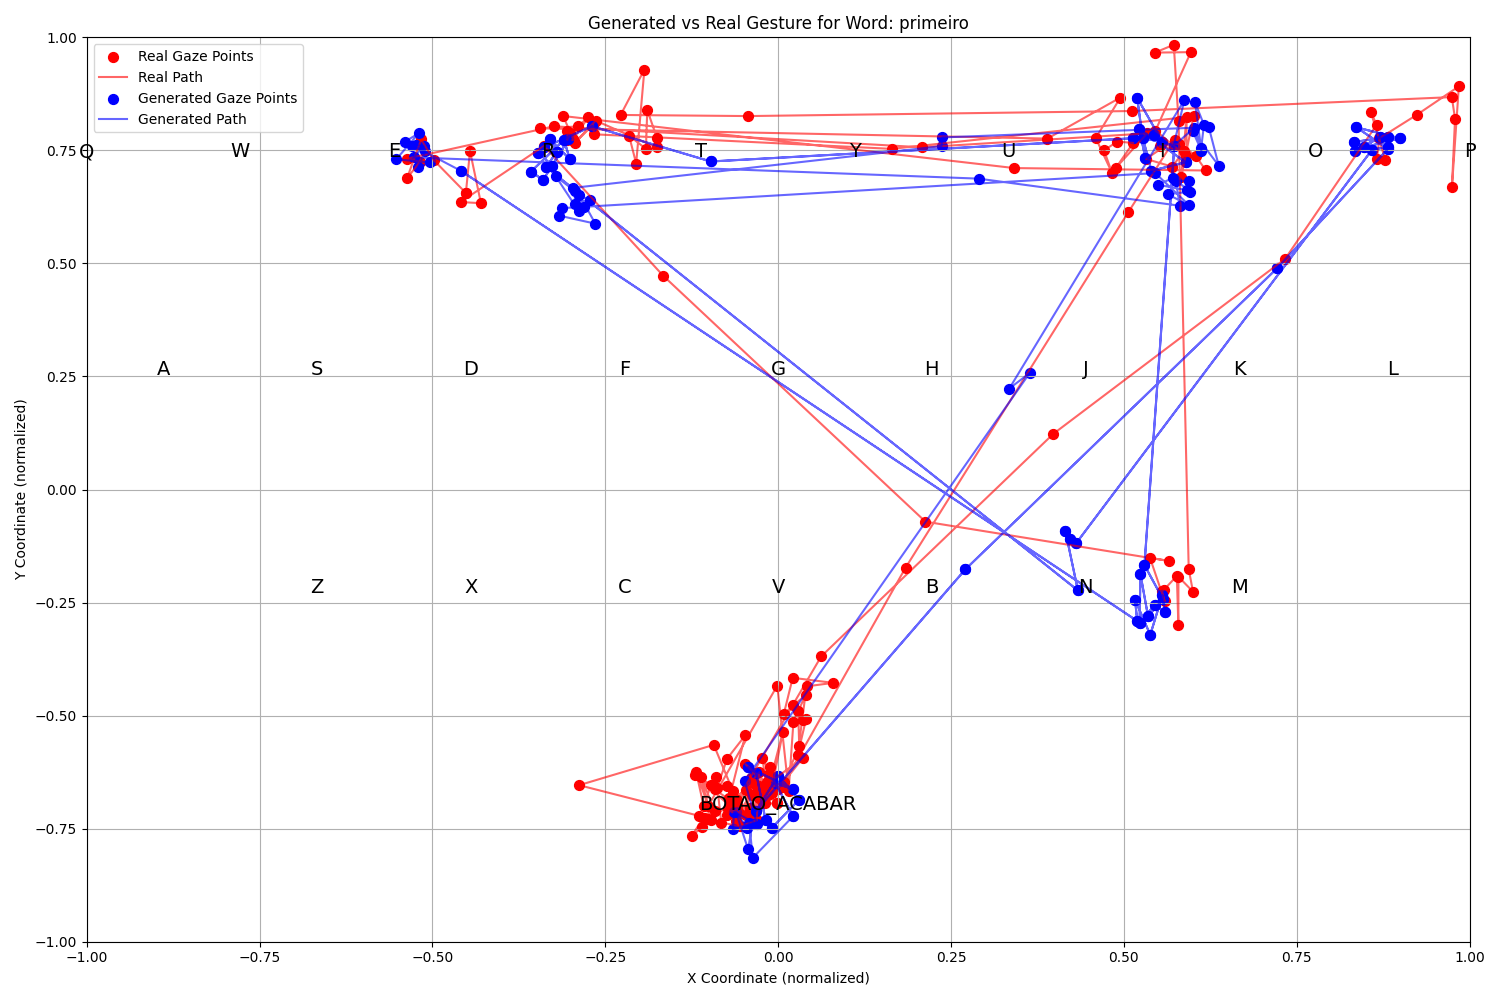 Generated vs Real Gesture for Word: primeiro
Real Gaze Points
Real Path
Generated Gaze Points
Generated Path
1.00
0.75
0.50
0.25
0.00
−0.25
−0.50
−0.75
−1.00
Y Coordinate (normalized)
Q W E R T Y U I O P
A S D F G H J K L
Z X C V B N M
BOTAO_ACABAR
−1.00 −0.75 −0.50 −0.25 0.00 0.25 0.50 0.75 1.00
X Coordinate (normalized)